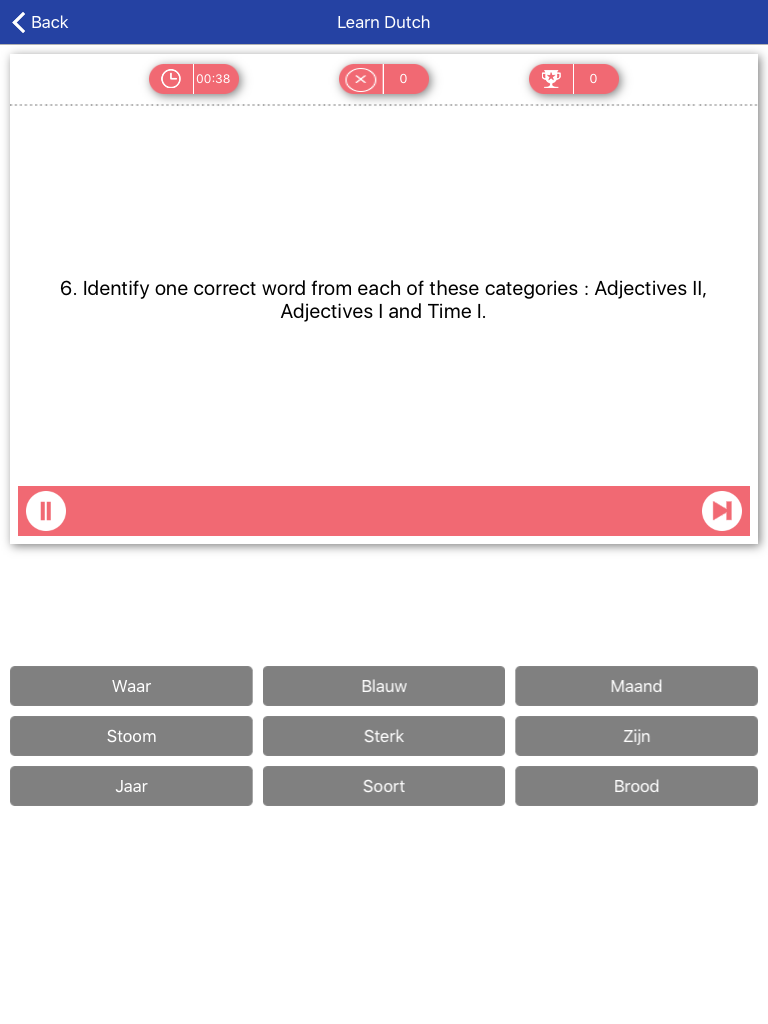 Back
Learn Dutch
00:38
0
0
6. Identify one correct word from each of these categories : Adjectives II,
Adjectives I and Time I.
Waar
Blauw
Maand
Stoom
Sterk
Zijn
Jaar
Soort
Brood